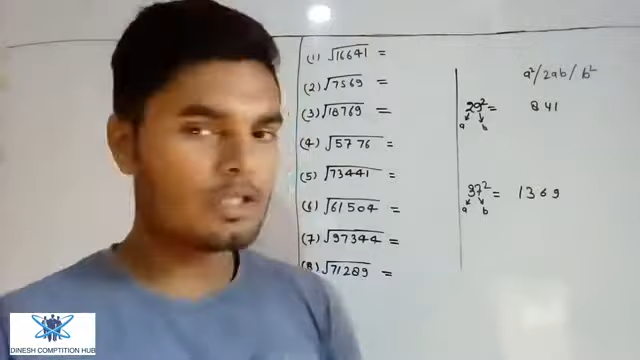 (1) √16641 =
(2) √7569 =
(3) √18769 =
(4) √5776 =
(5) √73441 =
(6) √61504 =
(7) √97344 =
(8) √71289 =
a²/2ab/b²
29² = 841
a b
37² = 1369
a b
DINESH COMPTITION HUB